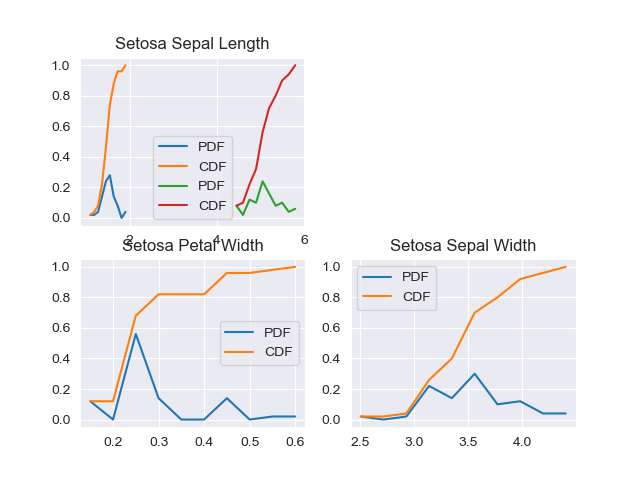 Setosa Sepal Length
1.0
0.8
0.6
0.4
0.2
0.0
PDF
CDF
PDF
CDF
2 4 6
Setosa Petal Width
1.0
0.8
0.6
0.4
0.2
0.0
PDF
CDF
0.2 0.3 0.4 0.5 0.6
Setosa Sepal Width
1.0
0.8
0.6
0.4
0.2
0.0
PDF
CDF
2.5 3.0 3.5 4.0